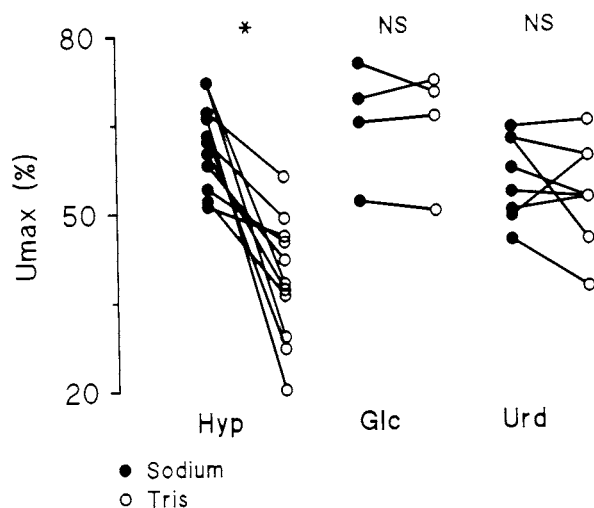 * NS NS
80
50
20
Umax (%)
Hyp Glc Urd
● Sodium
○ Tris